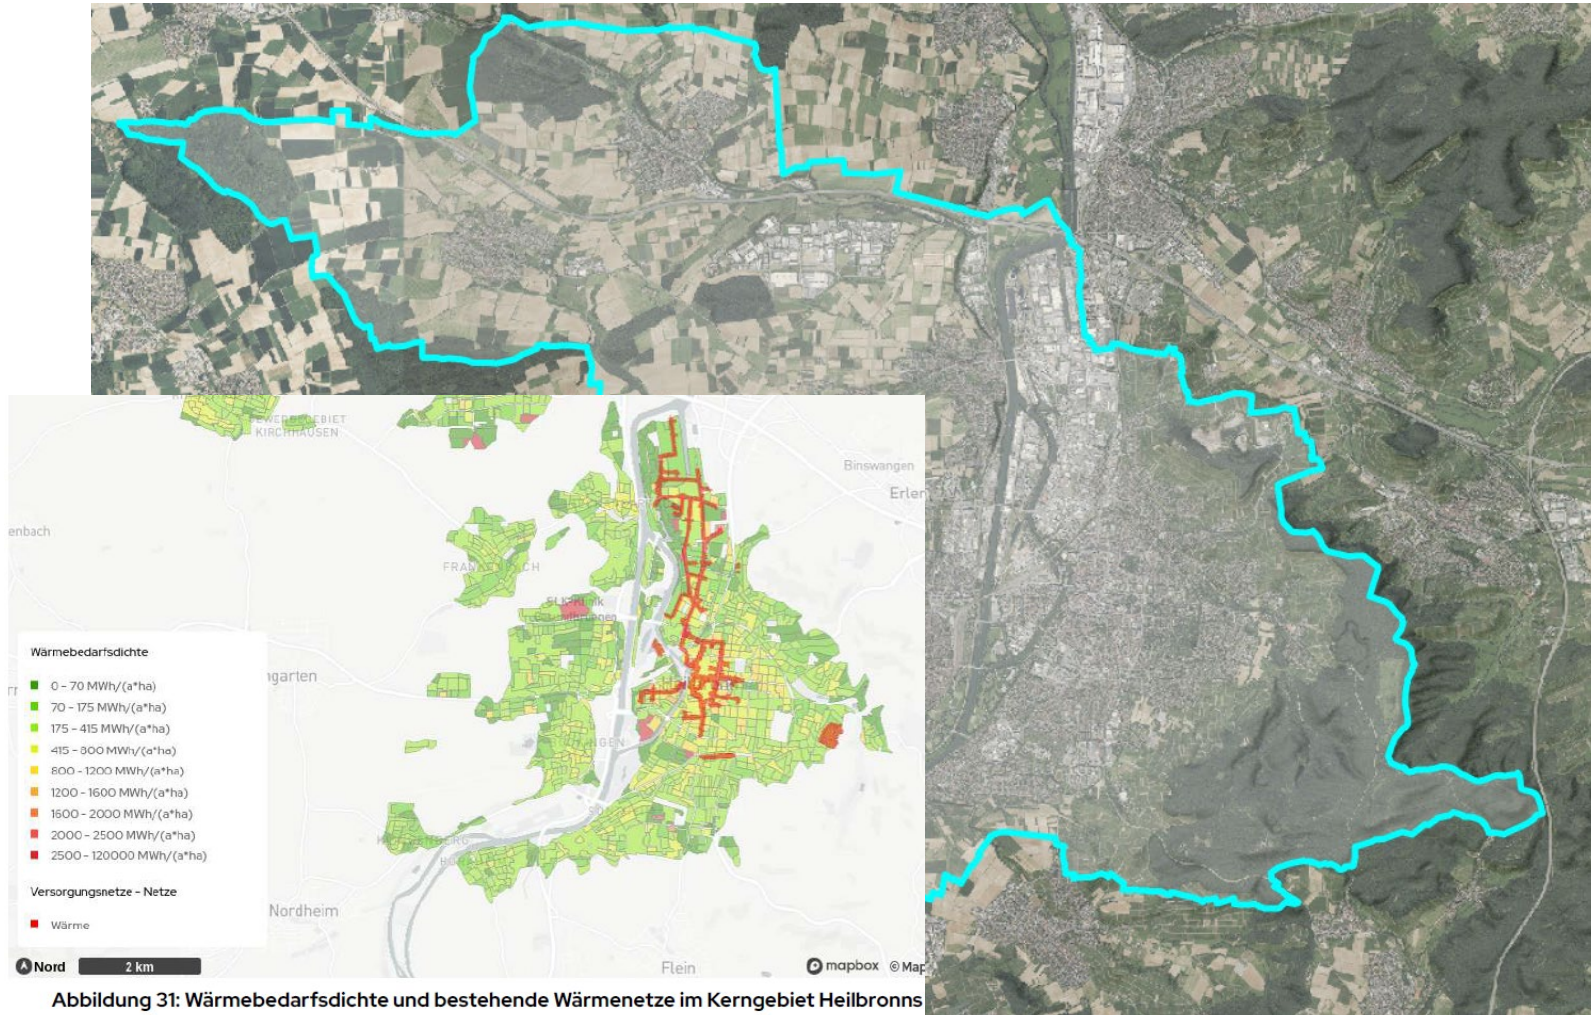 KIRCHHAUSEN
Binswangen
Erlen
enbach
ngarten
Wärmebedarfsdichte
0 - 70 MWh/(a*ha)
70 - 175 MWh/(a*ha)
175 - 415 MWh/(a*ha)
415 - 800 MWh/(a*ha)
800 - 1200 MWh/(a*ha)
1200 - 1600 MWh/(a*ha)
1600 - 2000 MWh/(a*ha)
2000 - 2500 MWh/(a*ha)
2500 - 120000 MWh/(a*ha)
Versorgungsnetze - Netze
Wärme
Nordheim
Flein
Nord
2 km
mapbox © Map
Abbildung 31: Wärmebedarfsdichte und bestehende Wärmenetze im Kerngebiet Heilbronns